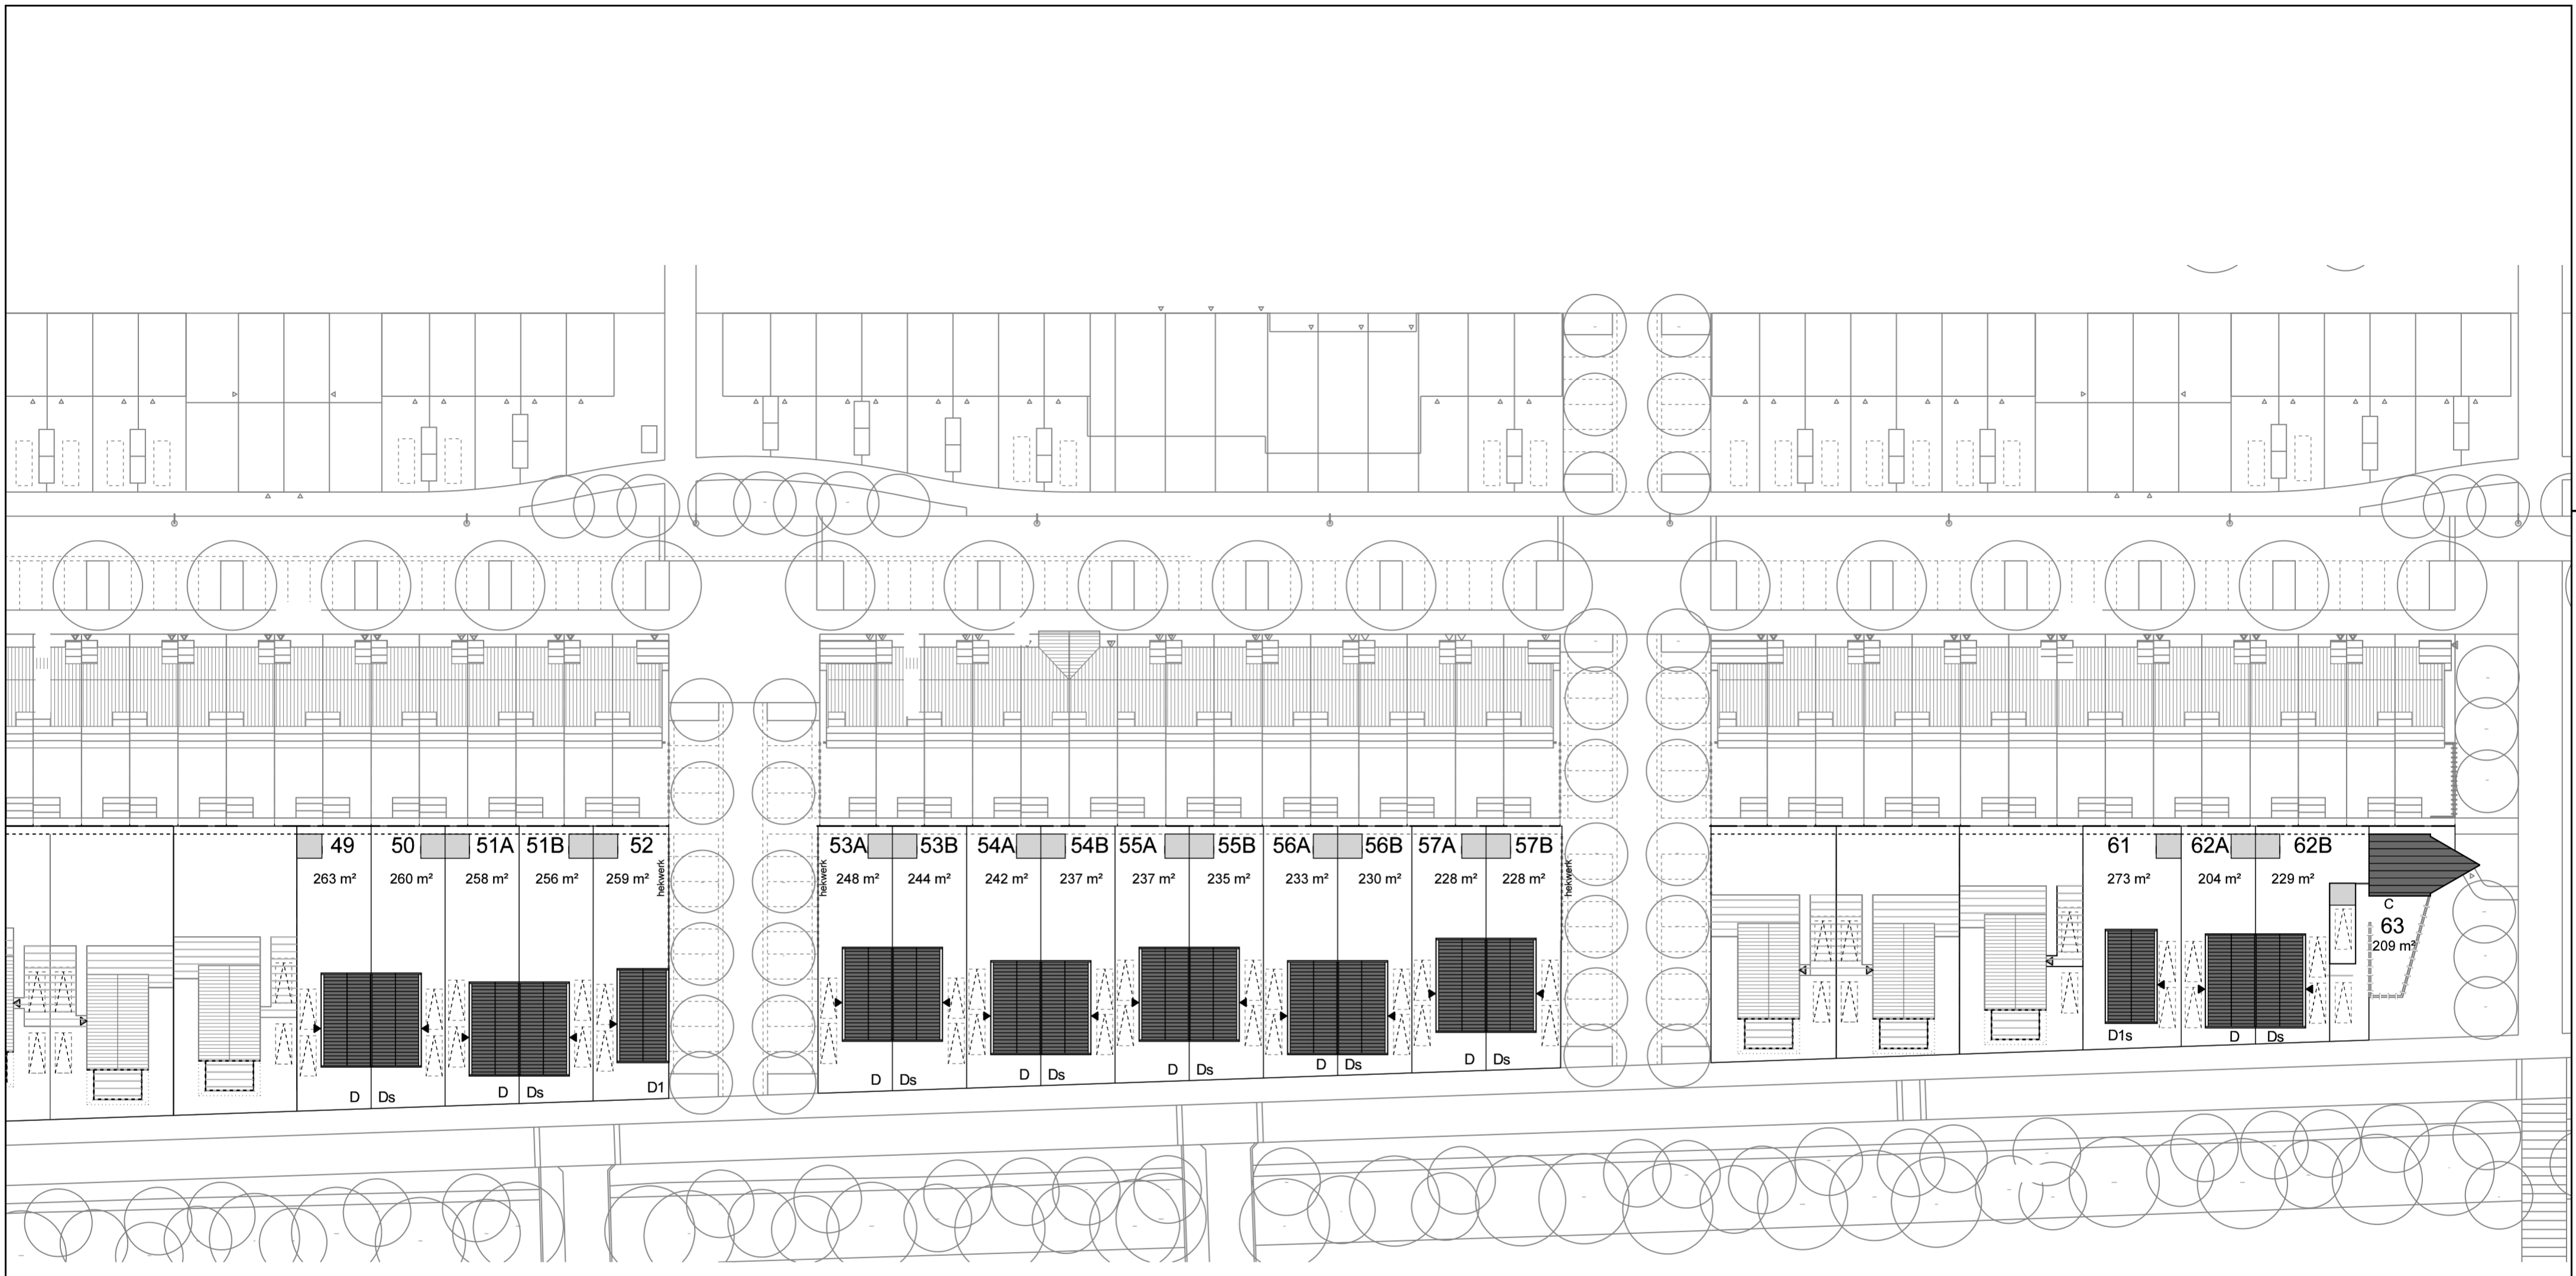 49 50 51A 51B 52 53A 53B 54A 54B 55A 55B 56A 56B 57A 57B 61 62A 62B
263 m² 260 m² 258 m² 256 m² 259 m² 248 m² 244 m² 242 m² 237 m² 237 m² 235 m² 233 m² 230 m² 228 m² 228 m² 273 m² 204 m² 229 m²
hekwerk hekwerk hekwerk
C
63
209 m²
D Ds D Ds D1 D Ds D Ds D Ds D Ds D Ds D1s D Ds